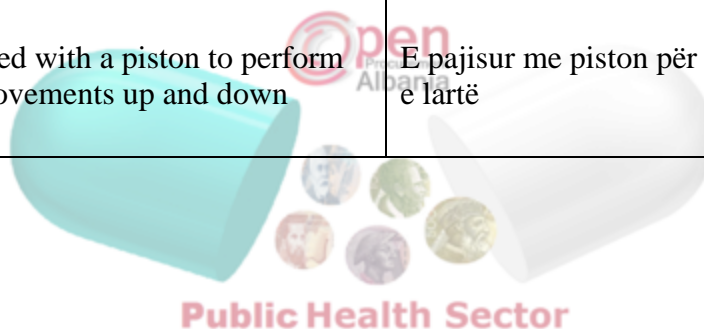 ed with a piston to perform
ovements up and down
E pajisur me piston për
e lartë
Open
Procurement
Albania
Public Health Sector